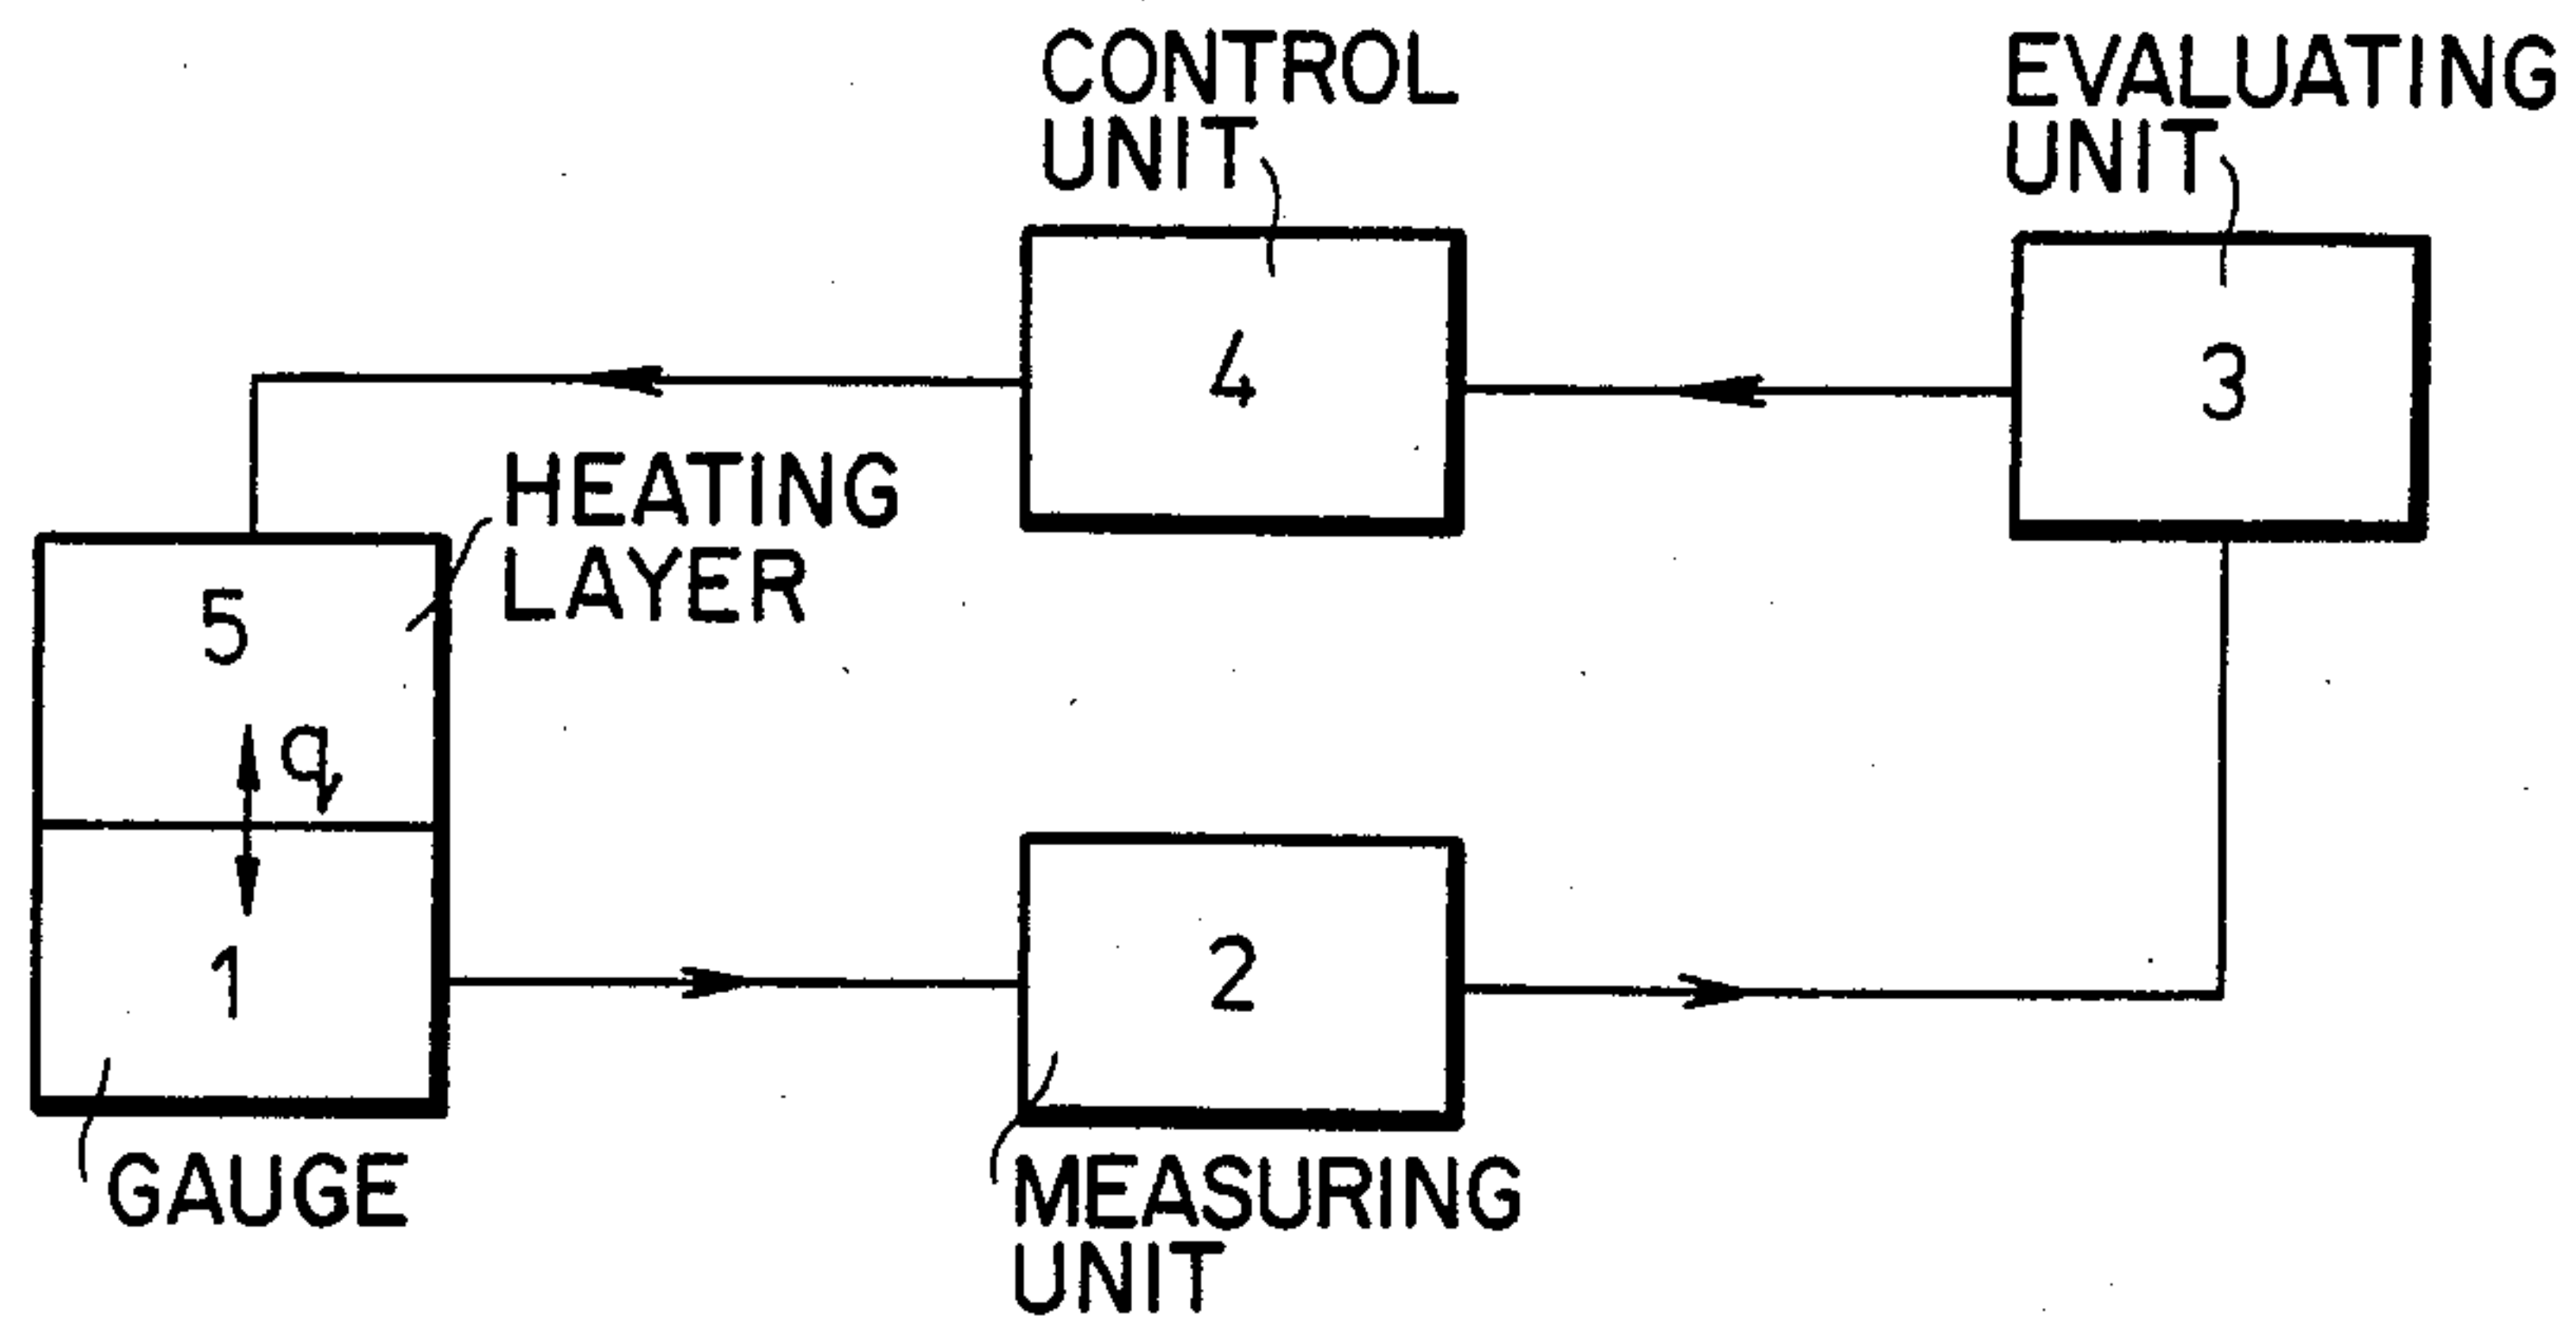 CONTROL
UNIT
EVALUATING
UNIT
4
3
HEATING
LAYER
5
q
1
2
GAUGE
MEASURING
UNIT